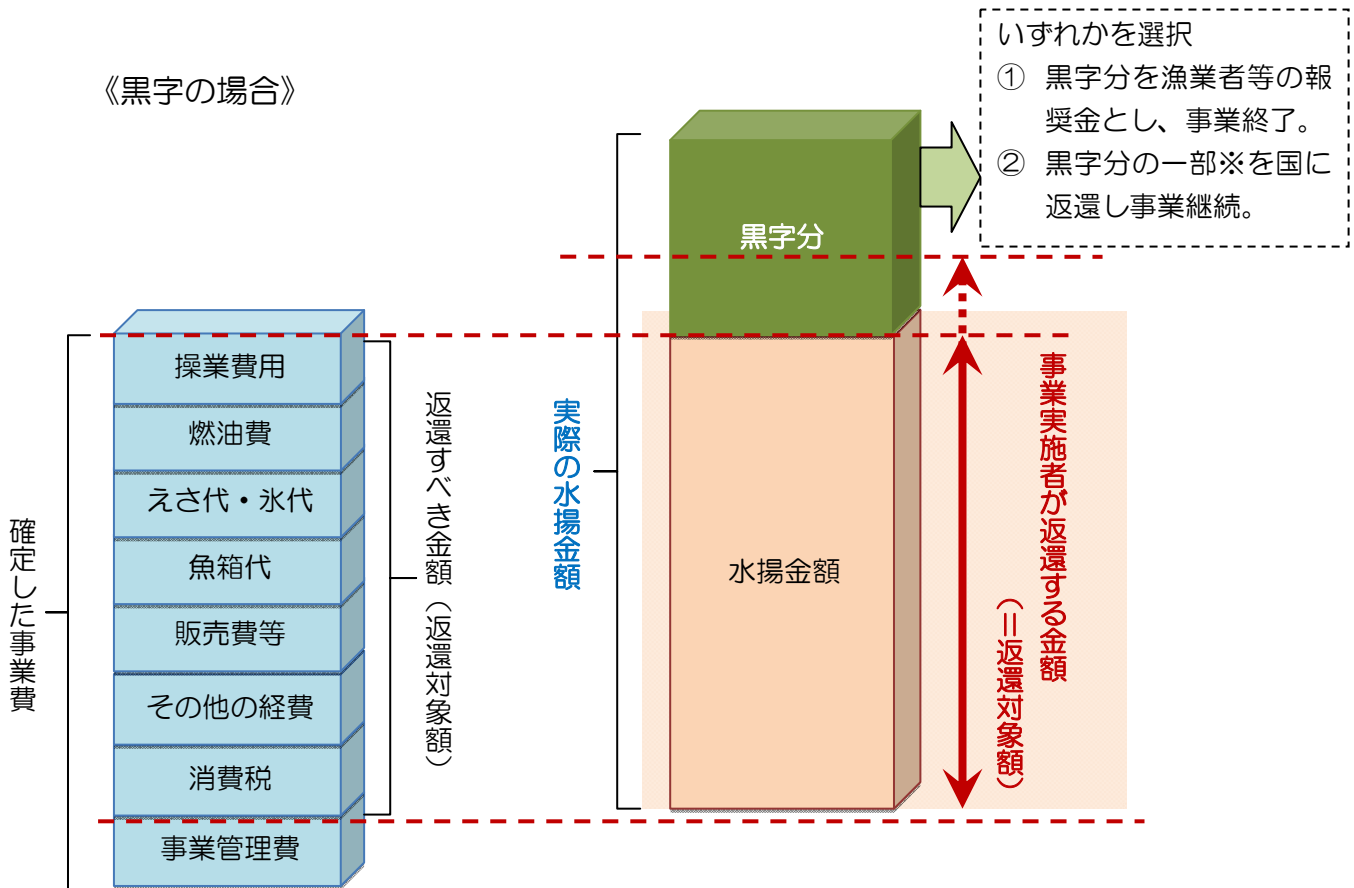 《黒字の場合》
いずれかを選択
① 黒字分を漁業者等の報
奨金とし、事業終了。
② 黒字分の一部※を国に
返還し事業継続。
確定した事業費
操業費用
燃油費
えさ代・氷代
魚箱代
販売費等
その他の経費
消費税
事業管理費
返還すべき金額（返還対象額）
実際の水揚金額
黒字分
水揚金額
事業実施者が返還する金額
（＝返還対象額）